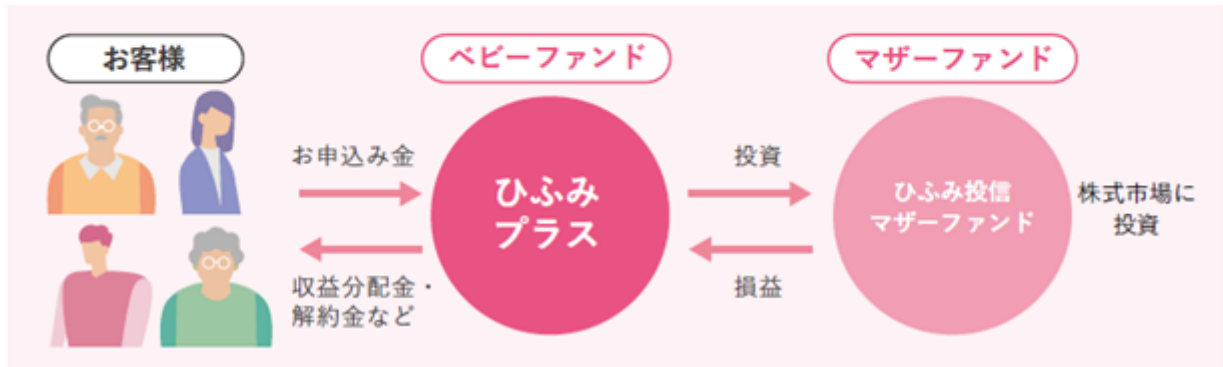 お客様
ベビーファンド
マザーファンド
お申込み金
ひふみ
プラス
収益分配金・
解約金など
投資
損益
ひふみ投信
マザーファンド
株式市場に
投資